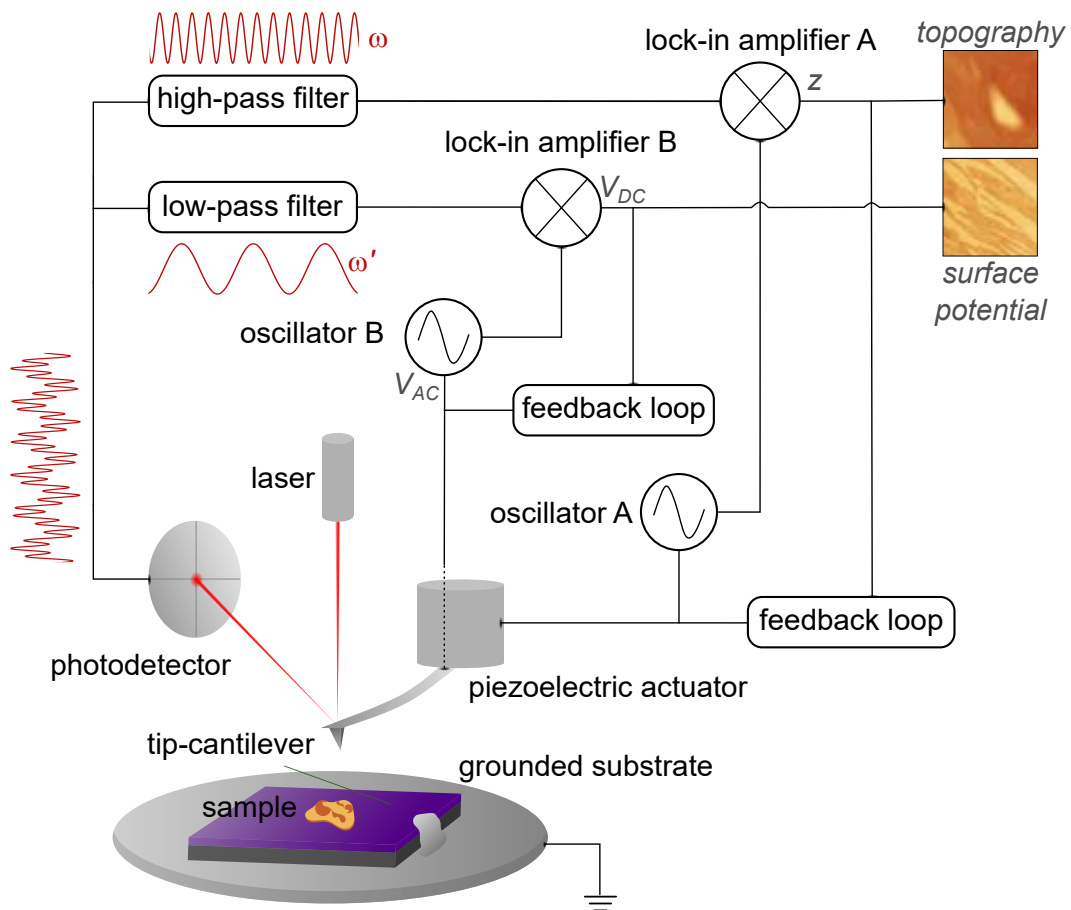 ω
lock-in amplifier A
topography
high-pass filter
z
lock-in amplifier B
V_DC
low-pass filter
ω′
surface
potential
oscillator B
V_AC
feedback loop
laser
oscillator A
feedback loop
photodetector
piezoelectric actuator
tip-cantilever
grounded substrate
sample